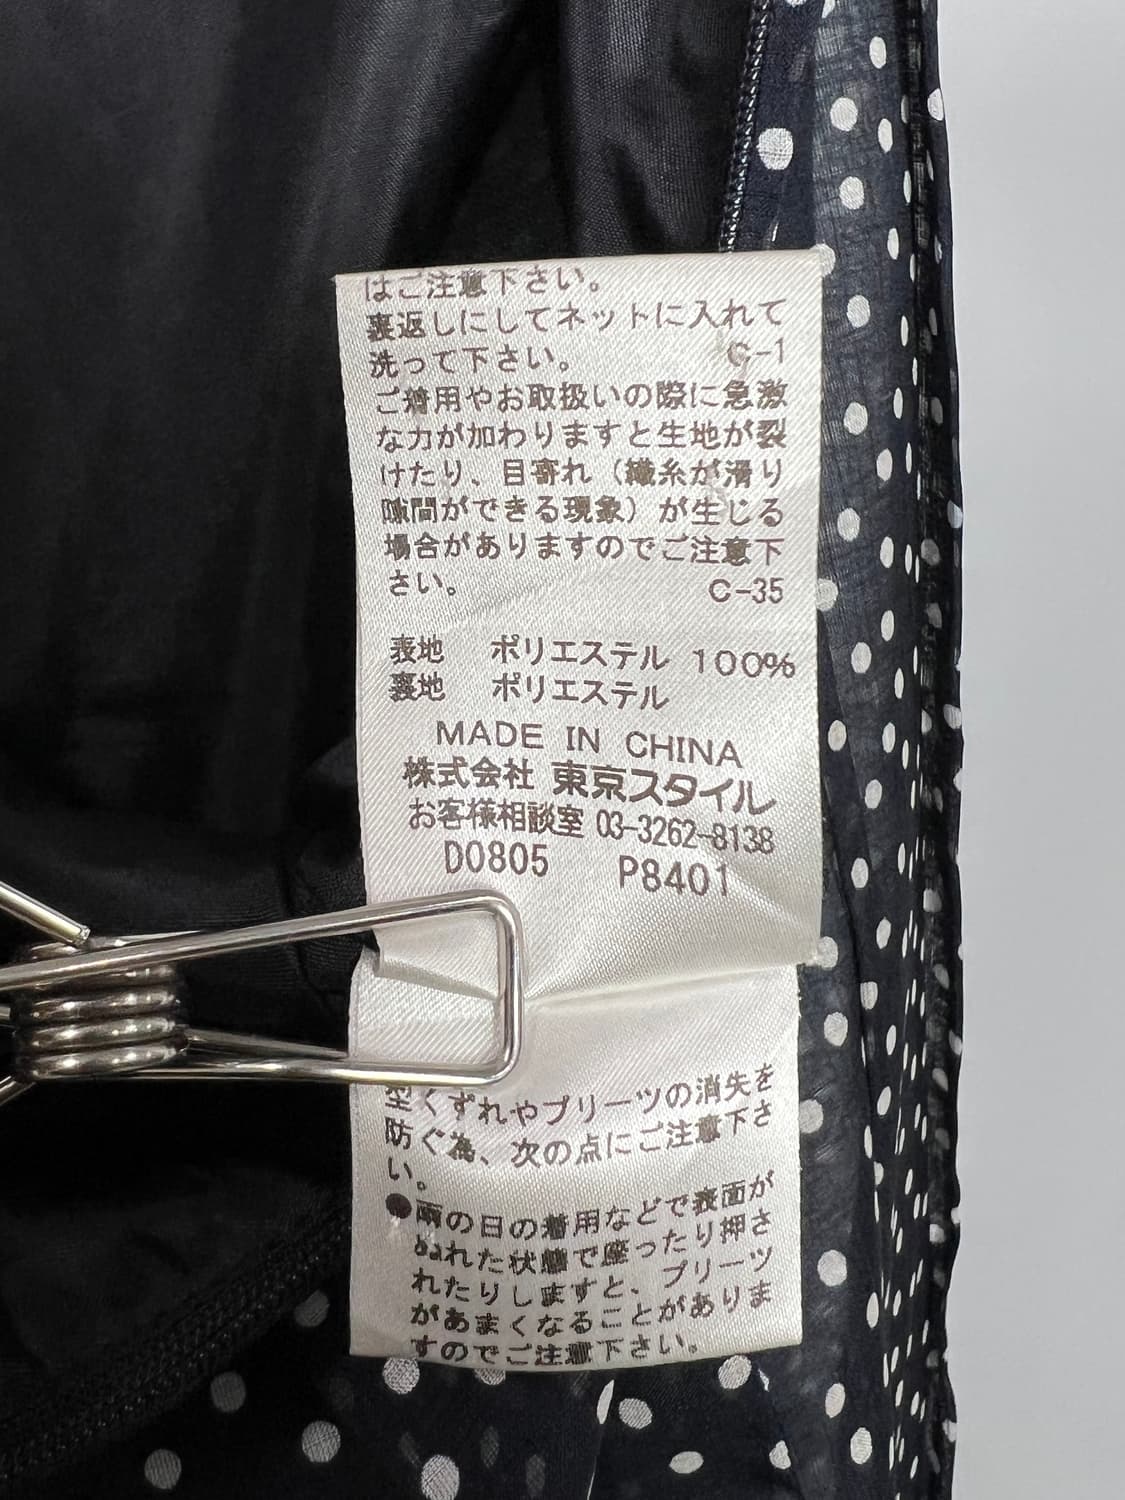 はご注意下さい。
裏返しにしてネットに入れて
洗って下さい。 C-1
ご着用やお取扱いの際に急激
な力が加わりますと生地が裂
けたり、目寄れ（繊糸が滑り
隙間ができる現象）が生じる
場合がありますのでご注意下
さい。 C-35
表地 ポリエステル 100%
裏地 ポリエステル
MADE IN CHINA
株式会社 東京スタイル
お客様相談室 03-3262-8138
D0805 P8401
型くずれやプリーツの消失を
防ぐ為、次の点にご注意下さ
い。
●雨の日の着用などで表面が
ぬれた状態で座ったり押さ
れたりしますと、プリーツ
があまくなることがありま
すのでご注意下さい。